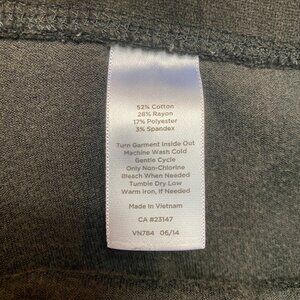 52% Cotton
28% Rayon
17% Polyester
3% Spandex
Turn Garment Inside Out
Machine Wash Cold
Gentle Cycle
Only Non-Chlorine
Bleach When Needed
Tumble Dry Low
Warm Iron, If Needed
Made in Vietnam
CA #23147
VN784 06/14